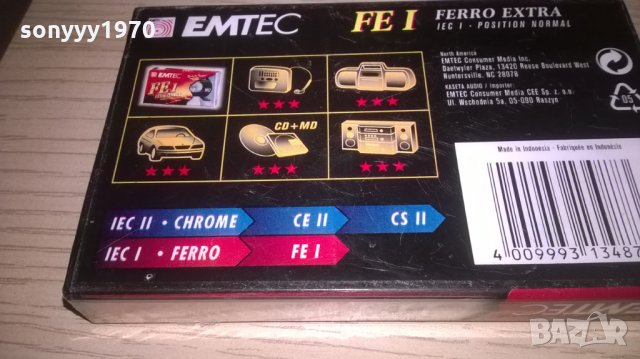 sonyyy1970
EMTEC
FE I
FERRO EXTRA
IEC I · POSITION NORMAL
North America
EMTEC Consumer Media Inc.
Daetwyler Plaza, 13420 Reese Boulevard West
Huntersville, NC 28078
KASETA AUDIO / Importer:
EMTEC Consumer Media CEE Sp. z o.o.
Ul. Wschodnia 5a, 05-090 Raszyn
EMTEC
FE I
CD+MD
Made in Indonesia - Fabriquée en Indonésie
IEC II · CHROME CE II CS II
IEC I · FERRO FE I
4 009993 13487
BAZAR